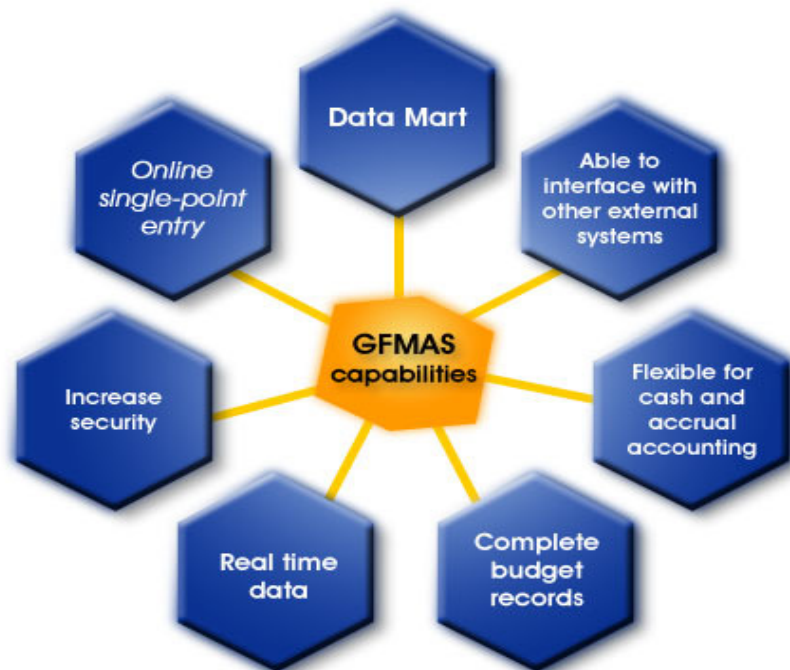 Data Mart
Able to
interface with
other external
systems
Flexible for
cash and
accrual
accounting
Complete
budget
records
Real time
data
Increase
security
Online
single-point
entry
GFMAS
capabilities